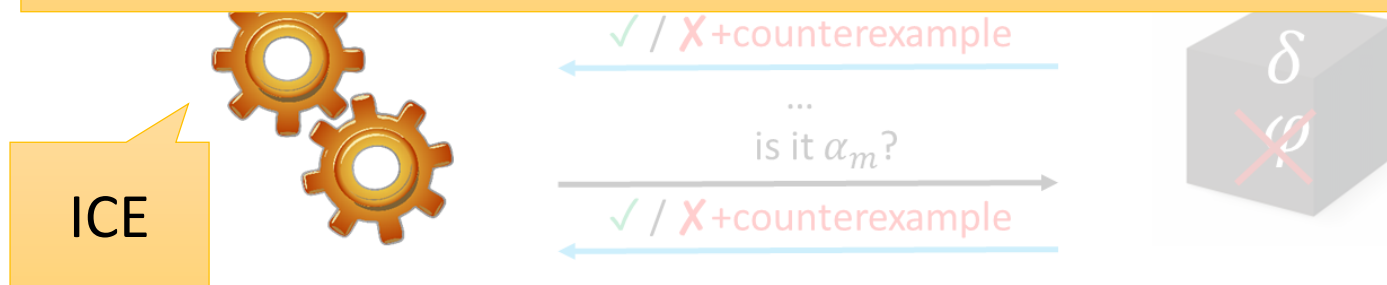 ✓ / ✗+counterexample
δ
...
φ
is it αₘ?
ICE
✓ / ✗+counterexample